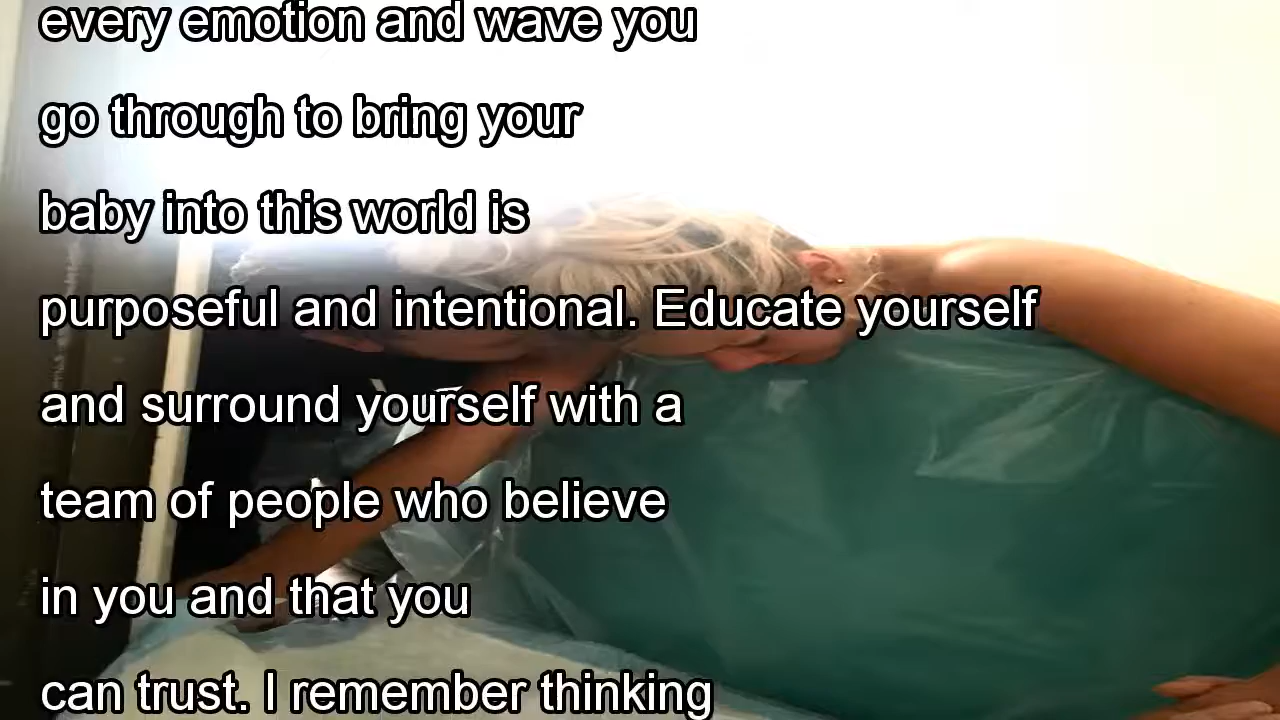 every emotion and wave you
go through to bring your
baby into this world is
purposeful and intentional. Educate yourself
and surround yourself with a
team of people who believe
in you and that you
can trust. I remember thinking